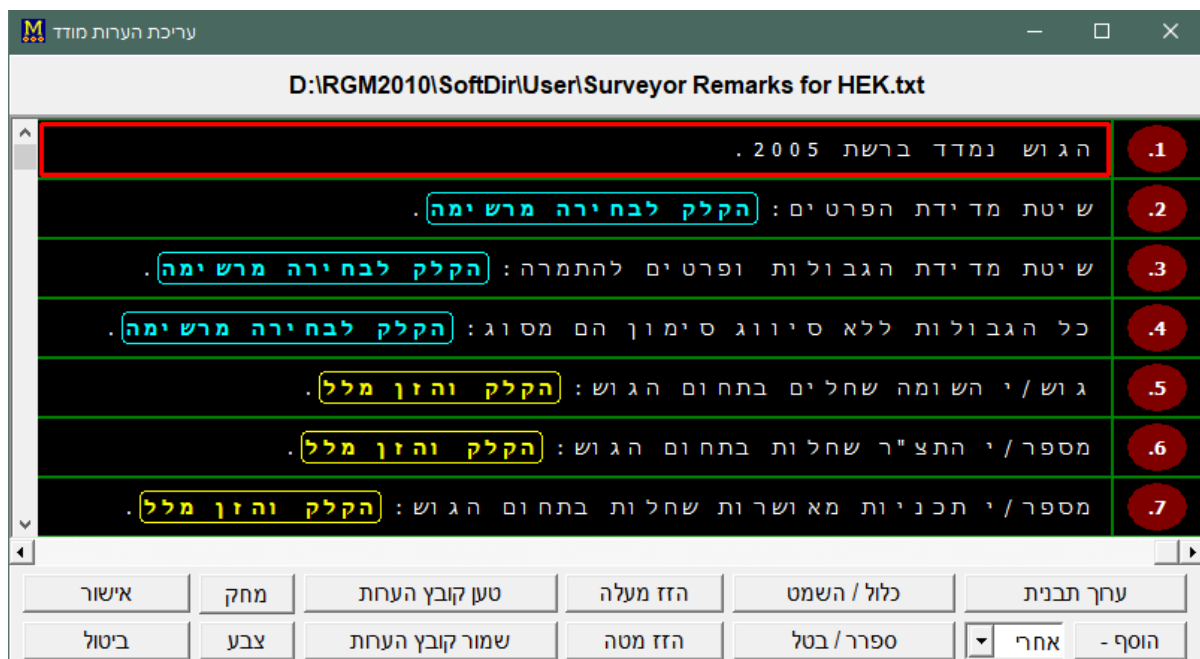 עריכת הערות מודד
D:\RGM2010\SoftDir\User\Surveyor Remarks for HEK.txt
1. הגוש נמדד ברשת 2005.
2. שיטת מדידת הפרטים: הקלק לבחירה מרשימה.
3. שיטת מדידת הגבולות ופרטים להתמרה: הקלק לבחירה מרשימה.
4. כל הגבולות ללא סיווג סימון הם מסוג: הקלק לבחירה מרשימה.
5. גוש/י השומה שחלים בתחום הגוש: הקלק והזן מלל.
6. מספר/י התצ"ר שחלות בתחום הגוש: הקלק והזן מלל.
7. מספר/י תכניות מאושרות שחלות בתחום הגוש: הקלק והזן מלל.
ערוך תבנית כלול / השמט הזז מעלה טען קובץ הערות מחק אישור
הוסף - אחרי ספרר / בטל הזז מטה שמור קובץ הערות צבע ביטול